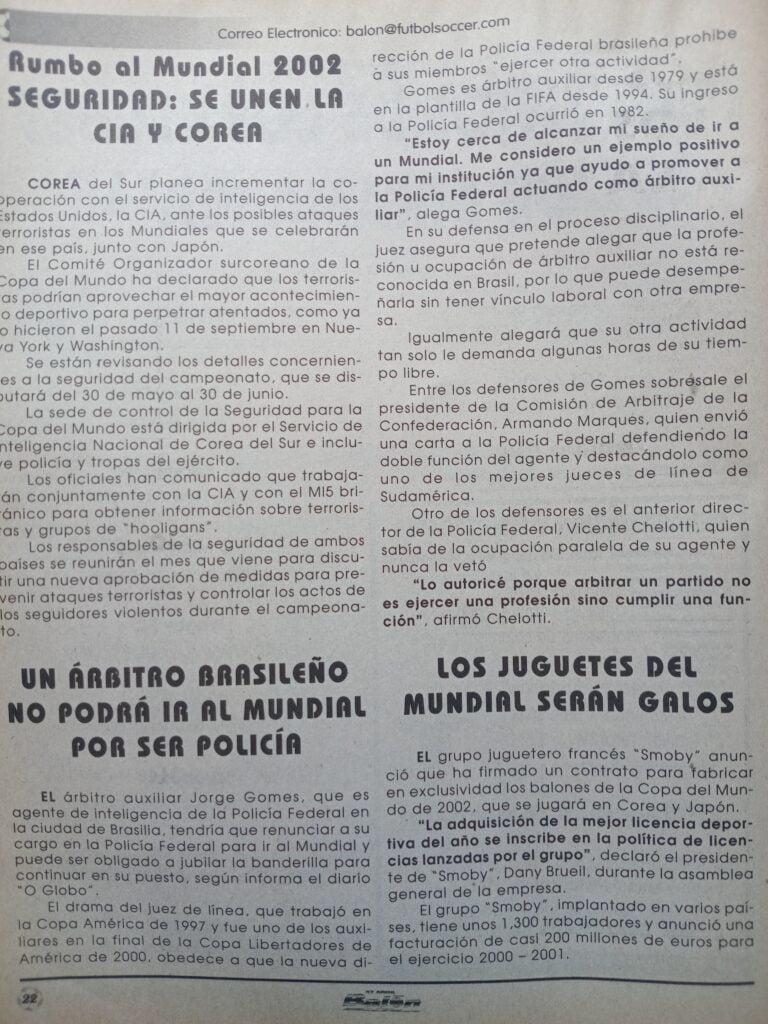 Correo Electronico: balon@futbolsoccer.com
Rumbo al Mundial 2002
SEGURIDAD: SE UNEN LA
CIA Y COREA
COREA del Sur planea incrementar la co-
operación con el servicio de inteligencia de los
Estados Unidos, la CIA, ante los posibles ataques
terroristas en los Mundiales que se celebrarán
en ese país, junto con Japón.
El Comité Organizador surcoreano de la
Copa del Mundo ha declarado que los terroris-
tas podrían aprovechar el mayor acontecimien-
o deportivo para perpetrar atentados, como ya
o hicieron el pasado 11 de septiembre en Nue-
va York y Washington.
Se están revisando los detalles concernien-
es a la seguridad del campeonato, que se dis-
putará del 30 de mayo al 30 de junio.
La sede de control de la Seguridad para la
Copa del Mundo está dirigida por el Servicio de
nteligencia Nacional de Corea del Sur e inclu-
ye policía y tropas del ejército.
Los oficiales han comunicado que trabaja-
án conjuntamente con la CIA y con el MI5 bri-
ánico para obtener información sobre terroris-
tas y grupos de "hooligans".
Los responsables de la seguridad de ambos
países se reunirán el mes que viene para discu-
tir una nueva aprobación de medidas para pre-
venir ataques terroristas y controlar los actos de
los seguidores violentos durante el campeona-
to.
UN ÁRBITRO BRASILEÑO
NO PODRÁ IR AL MUNDIAL
POR SER POLICÍA
EL árbitro auxiliar Jorge Gomes, que es
agente de inteligencia de la Policía Federal en
la ciudad de Brasilia, tendría que renunciar a su
cargo en la Policía Federal para ir al Mundial y
puede ser obligado a jubilar la banderilla para
continuar en su puesto, según informa el diario
"O Globo".
El drama del juez de línea, que trabajó en
la Copa América de 1997 y fue uno de los auxi-
liares en la final de la Copa Libertadores de
América de 2000, obedece a que la nueva di-
rección de la Policía Federal brasileña prohibe
a sus miembros "ejercer otra actividad".
Gomes es árbitro auxiliar desde 1979 y está
en la plantilla de la FIFA desde 1994. Su ingreso
a la Policía Federal ocurrió en 1982.
"Estoy cerca de alcanzar mi sueño de ir a
un Mundial. Me considero un ejemplo positivo
para mi institución ya que ayudo a promover a
la Policía Federal actuando como árbitro auxi-
liar", alega Gomes.
En su defensa en el proceso disciplinario, el
juez asegura que pretende alegar que la profe-
sión u ocupación de árbitro auxiliar no está re-
conocida en Brasil, por lo que puede desempe-
ñarla sin tener vínculo laboral con otra empre-
sa.
Igualmente alegará que su otra actividad
tan solo le demanda algunas horas de su tiem-
po libre.
Entre los defensores de Gomes sobresale el
presidente de la Comisión de Arbitraje de la
Confederación, Armando Marques, quien envió
una carta a la Policía Federal defendiendo la
doble función del agente y destacándolo como
uno de los mejores jueces de línea de
Sudamérica.
Otro de los defensores es el anterior direc-
tor de la Policía Federal, Vicente Chelotti, quien
sabía de la ocupación paralela de su agente y
nunca la vetó
"Lo autoricé porque arbitrar un partido no
es ejercer una profesión sino cumplir una fun-
ción", afirmó Chelotti.
LOS JUGUETES DEL
MUNDIAL SERÁN GALOS
EL grupo juguetero francés "Smoby" anun-
ció que ha firmado un contrato para fabricar
en exclusividad los balones de la Copa del Mun-
do de 2002, que se jugará en Corea y Japón.
"La adquisición de la mejor licencia depor-
tiva del año se inscribe en la política de licen-
cias lanzadas por el grupo", declaró el presiden-
te de "Smoby", Dany Brueil, durante la asamblea
general de la empresa.
El grupo "Smoby", implantado en varios paí-
ses, tiene unos 1,300 trabajadores y anunció una
facturación de casi 200 millones de euros para
el ejercicio 2000 - 2001.
22
Balón